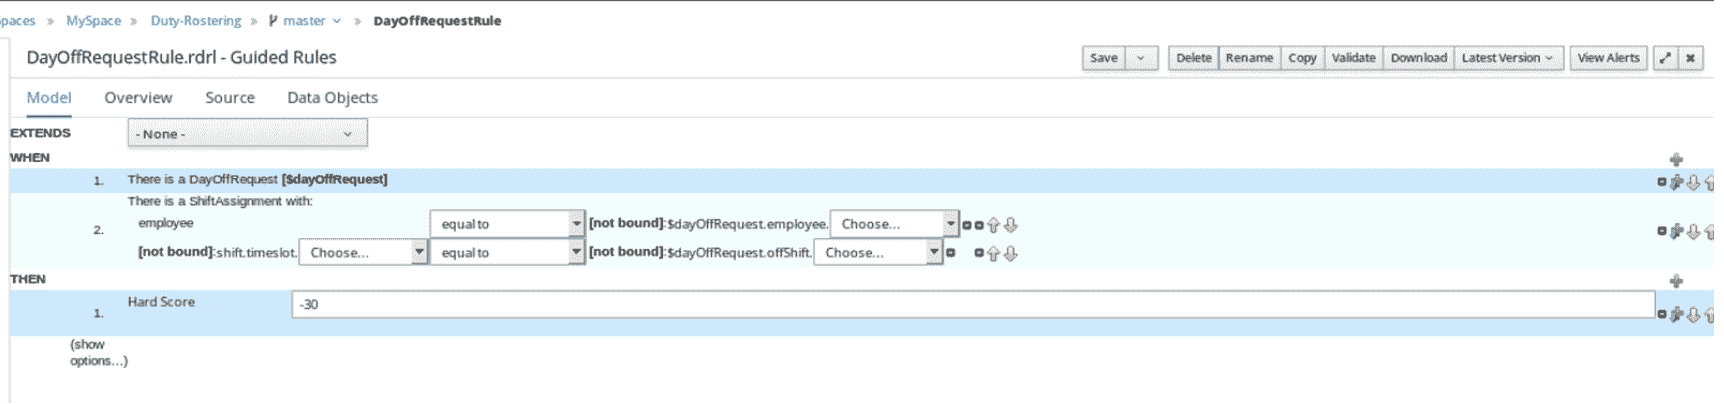 Spaces » MySpace » Duty-Rostering » master » DayOffRequestRule
DayOffRequestRule.rdrl - Guided Rules
Save Delete Rename Copy Validate Download Latest Version View Alerts
Model Overview Source Data Objects
EXTENDS - None -
WHEN
1. There is a DayOffRequest [$dayOffRequest]
There is a ShiftAssignment with:
2. employee equal to [not bound]:$dayOffRequest.employee. Choose...
[not bound]:shift.timeslot. Choose... equal to [not bound]:$dayOffRequest.offShift. Choose...
THEN
1. Hard Score -30
(show
options...)